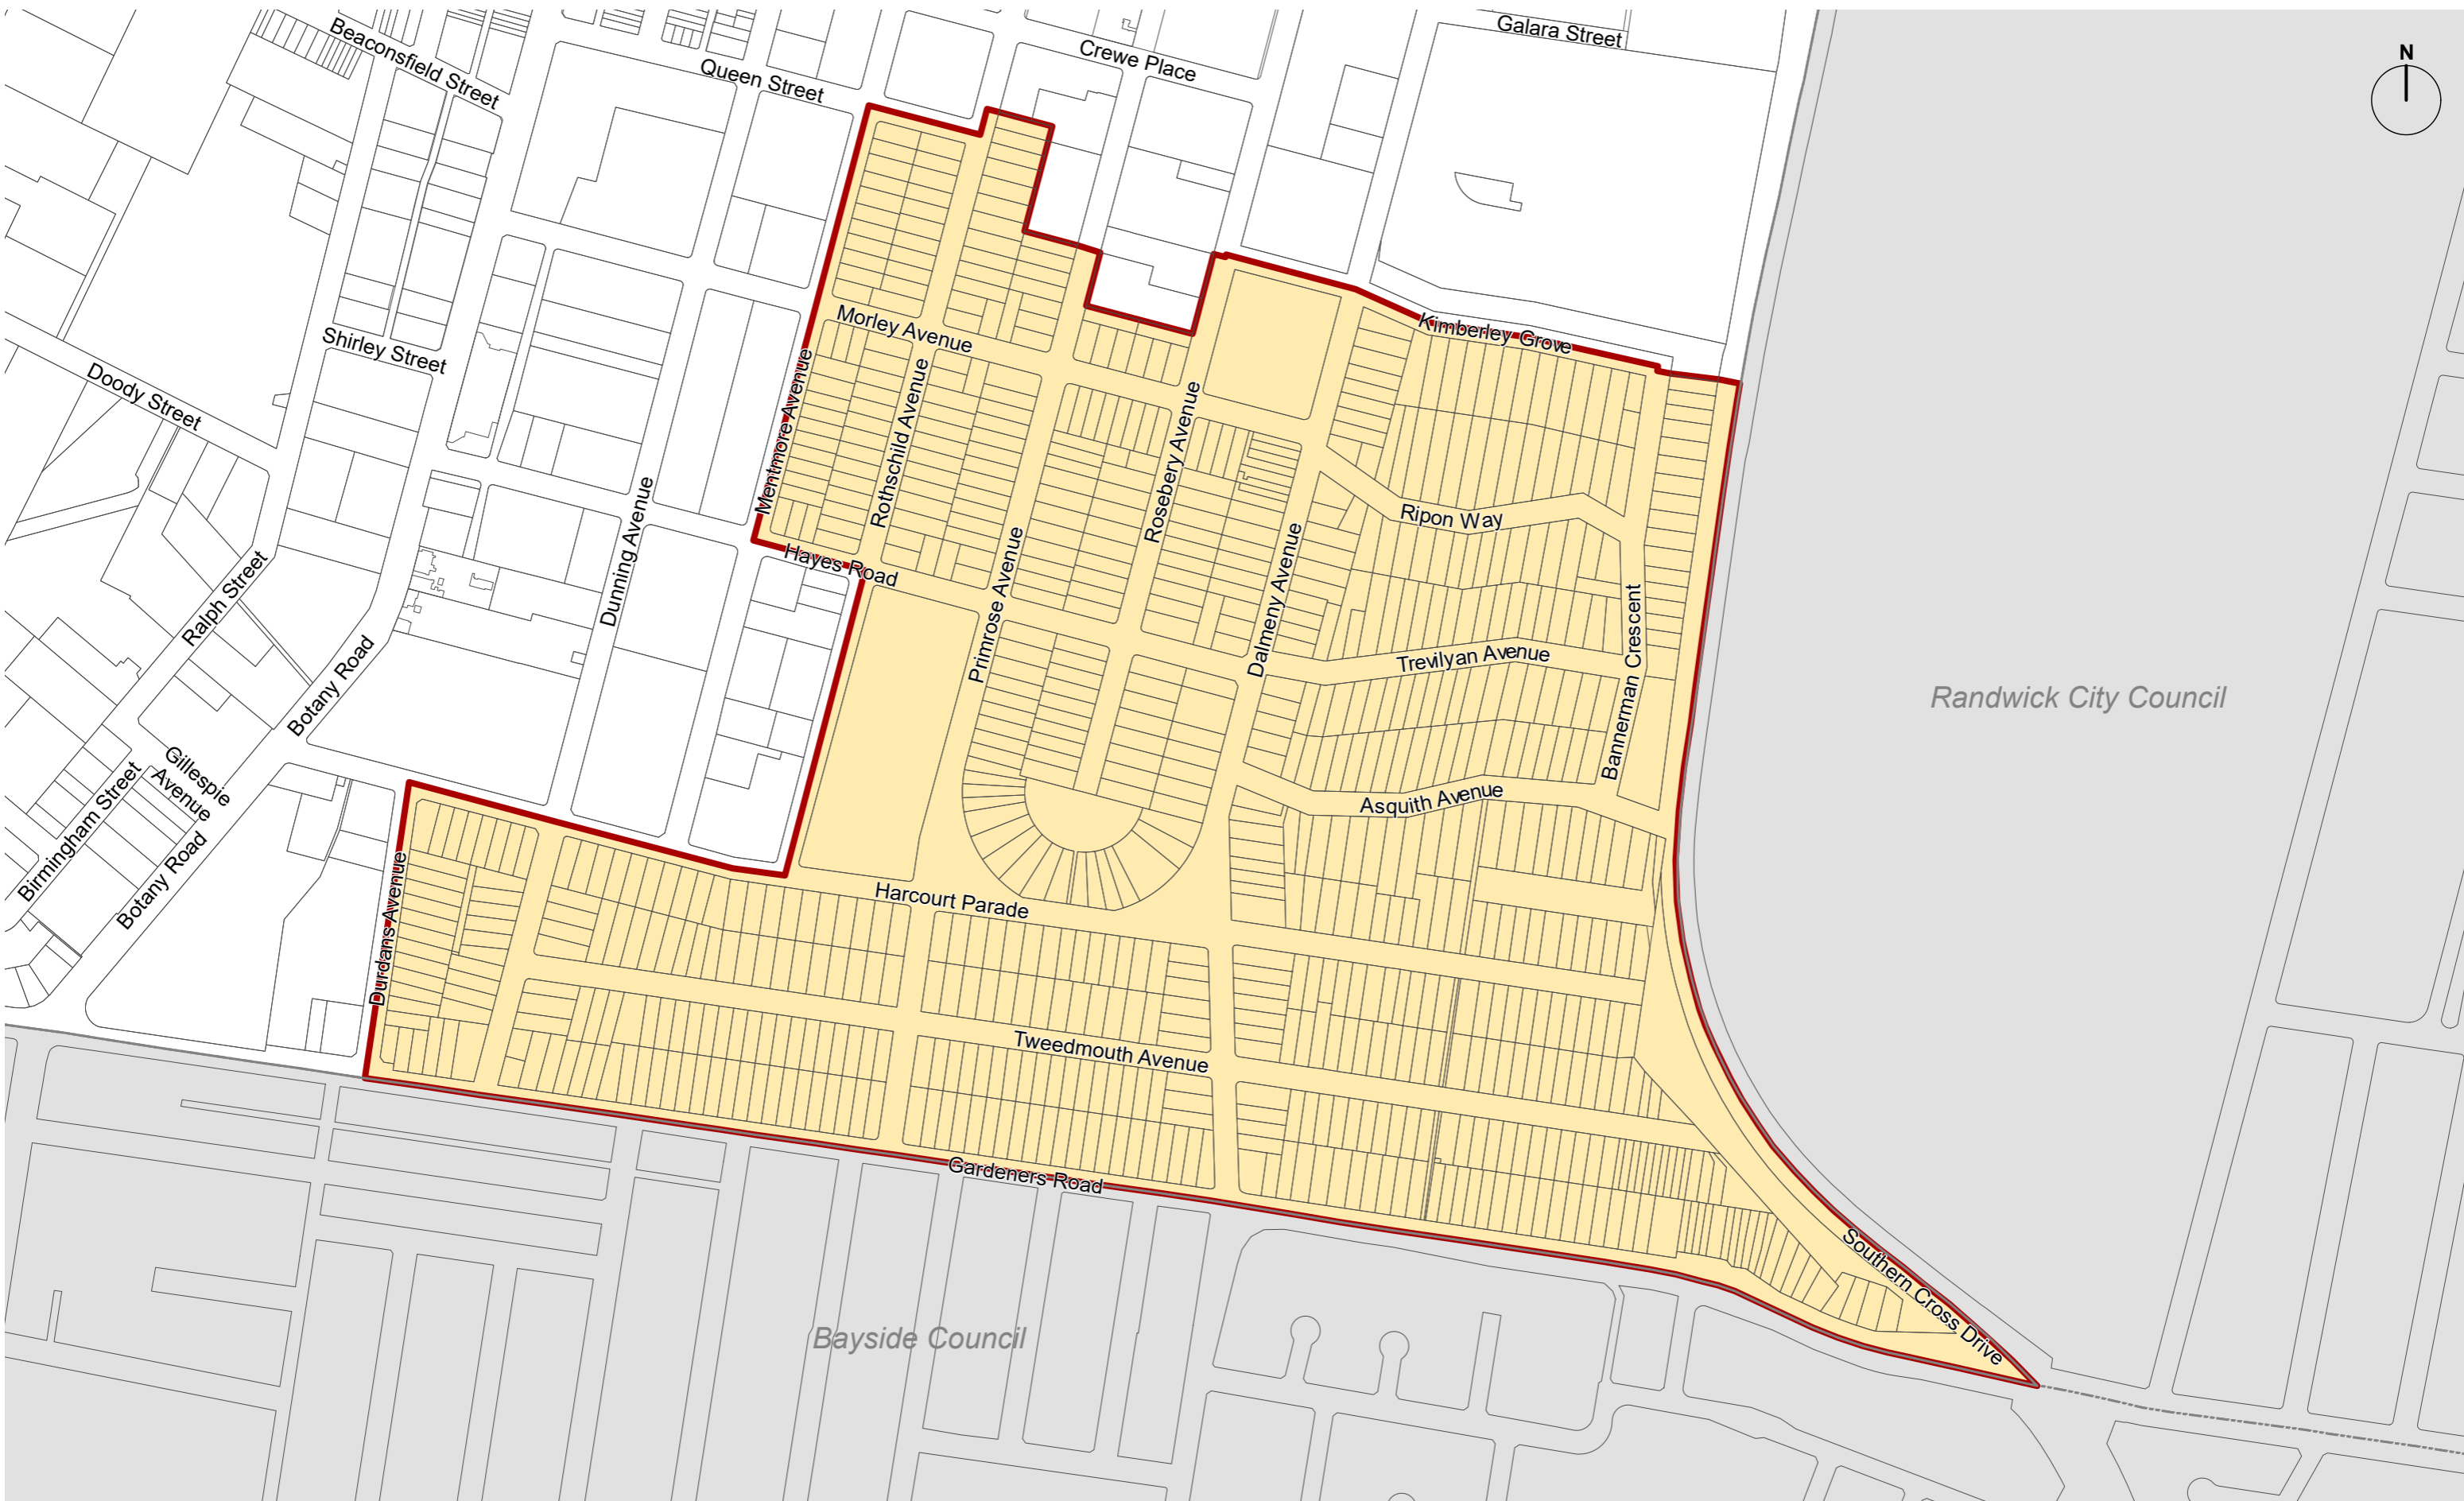 Galara Street
Beaconsfield Street
Crewe Place
N
Queen Street
Morley Avenue
Kimberley Grove
Shirley Street
Doody Street
Mentmore Avenue
Rothschild Avenue
Rosebery Avenue
Ripon Way
Dunning Avenue
Hayes Road
Primrose Avenue
Dalmeny Avenue
Ralph Street
Trevilyan Avenue
Bannerman Crescent
Randwick City Council
Botany Road
Gillespie
Avenue
Asquith Avenue
Birmingham Street
Botany Road
Durdans Avenue
Harcourt Parade
Tweedmouth Avenue
Gardeners Road
Southern Cross Drive
Bayside Council